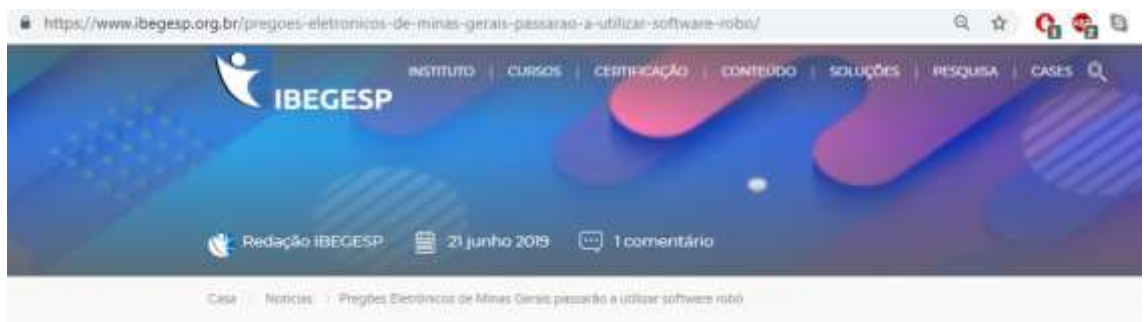 https://www.ibegesp.org.br/pregoes-eletronicos-de-minas-gerais-passarao-a-utilizar-software-robo/
INSTITUTO | CURSOS | CERTIFICAÇÃO | CONTEÚDO | SOLUÇÕES | PESQUISA | CASES
IBEGESP
Redação IBEGESP 21 junho 2019 1 comentário
Casa Notícias Pregões Eletrônicos de Minas Gerais passarão a utilizar software robô